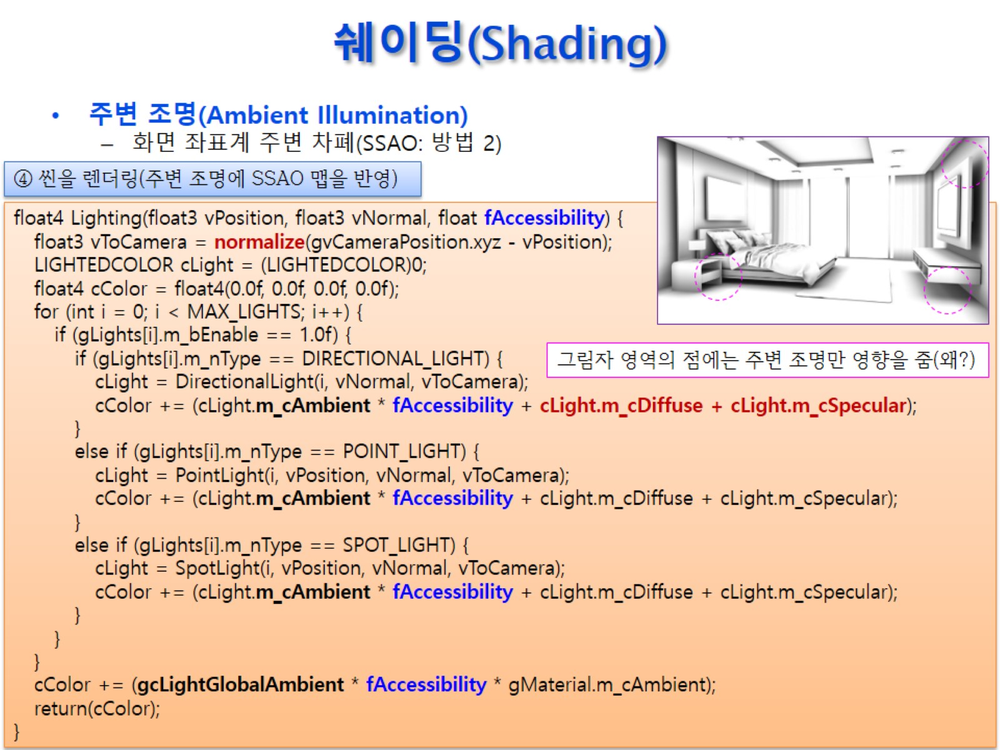 쉐이딩(Shading)
• 주변 조명(Ambient Illumination)
– 화면 좌표계 주변 차폐(SSAO: 방법 2)
④ 씬을 렌더링(주변 조명에 SSAO 맵을 반영)
float4 Lighting(float3 vPosition, float3 vNormal, float fAccessibility) {
float3 vToCamera = normalize(gvCameraPosition.xyz - vPosition);
LIGHTEDCOLOR cLight = (LIGHTEDCOLOR)0;
float4 cColor = float4(0.0f, 0.0f, 0.0f, 0.0f);
for (int i = 0; i < MAX_LIGHTS; i++) {
if (gLights[i].m_bEnable == 1.0f) {
if (gLights[i].m_nType == DIRECTIONAL_LIGHT) {
그림자 영역의 점에는 주변 조명만 영향을 줌(왜?)
cLight = DirectionalLight(i, vNormal, vToCamera);
cColor += (cLight.m_cAmbient * fAccessibility + cLight.m_cDiffuse + cLight.m_cSpecular);
}
else if (gLights[i].m_nType == POINT_LIGHT) {
cLight = PointLight(i, vPosition, vNormal, vToCamera);
cColor += (cLight.m_cAmbient * fAccessibility + cLight.m_cDiffuse + cLight.m_cSpecular);
}
else if (gLights[i].m_nType == SPOT_LIGHT) {
cLight = SpotLight(i, vPosition, vNormal, vToCamera);
cColor += (cLight.m_cAmbient * fAccessibility + cLight.m_cDiffuse + cLight.m_cSpecular);
}
}
}
cColor += (gcLightGlobalAmbient * fAccessibility * gMaterial.m_cAmbient);
return(cColor);
}